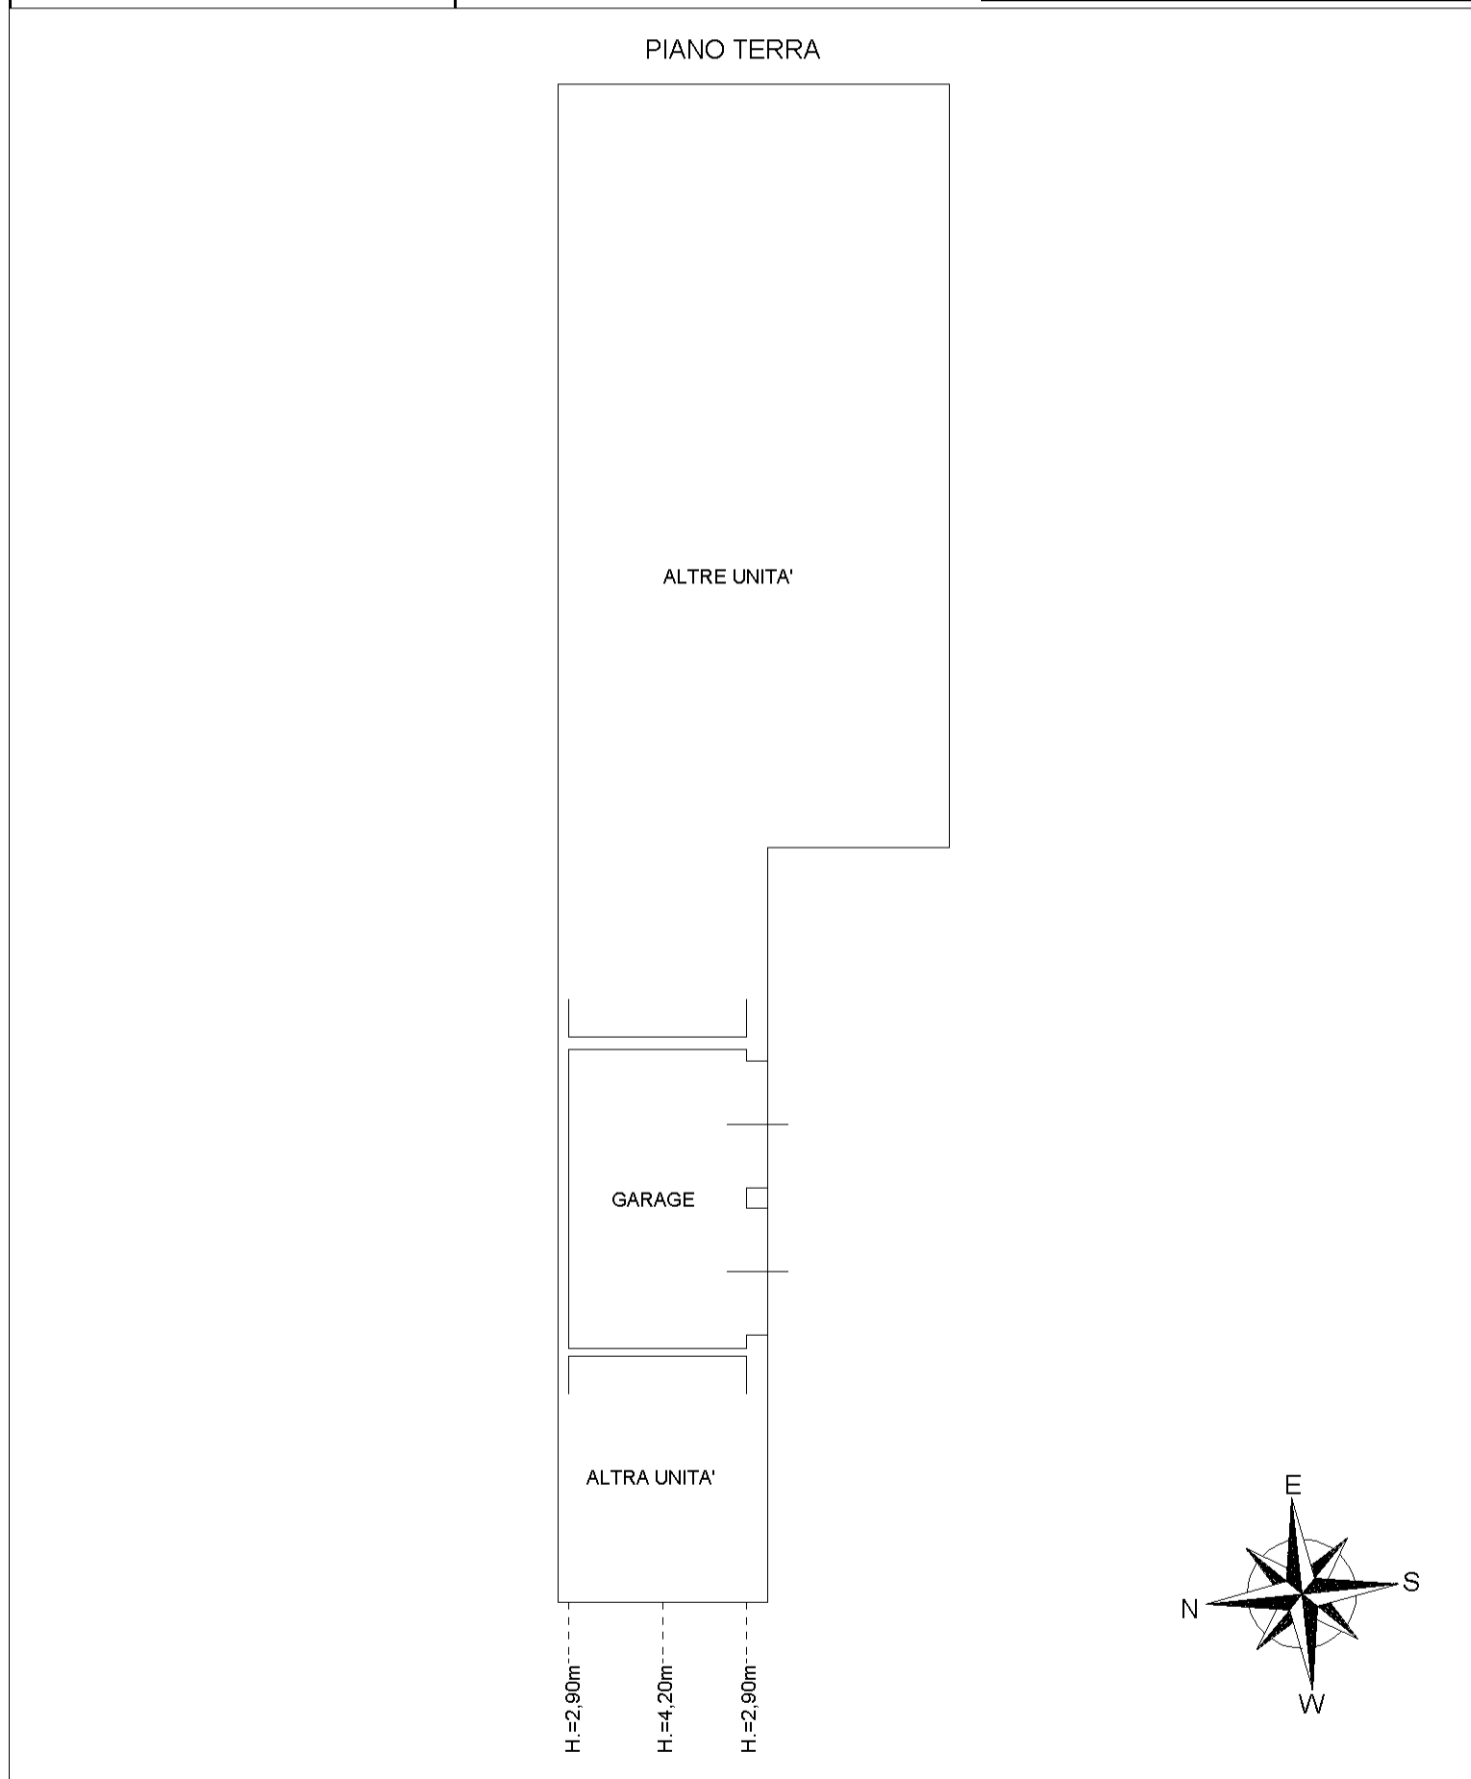 PIANO TERRA
ALTRE UNITA'
GARAGE
ALTRA UNITA'
E
S
N
W
H.=2,90m
H.=4,20m
H.=2,90m